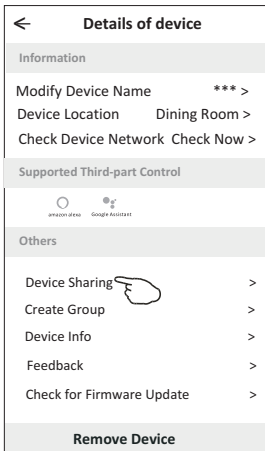 ← Details of device
Information
Modify Device Name *** >
Device Location Dining Room >
Check Device Network Check Now >
Supported Third-part Control
amazon alexa Google Assistant
Others
Device Sharing >
Create Group >
Device Info >
Feedback >
Check for Firmware Update >
Remove Device